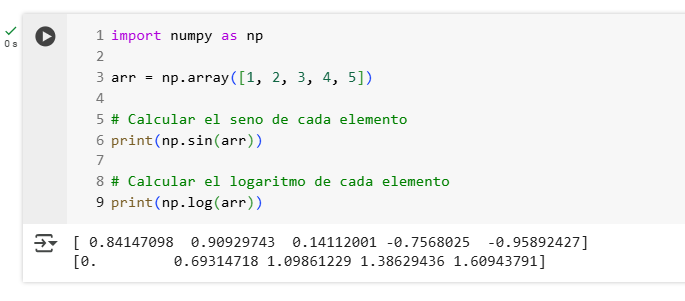 0 s
1 import numpy as np
2
3 arr = np.array([1, 2, 3, 4, 5])
4
5 # Calcular el seno de cada elemento
6 print(np.sin(arr))
7
8 # Calcular el logaritmo de cada elemento
9 print(np.log(arr))
[ 0.84147098  0.90929743  0.14112001 -0.7568025  -0.95892427]
[0.         0.69314718 1.09861229 1.38629436 1.60943791]